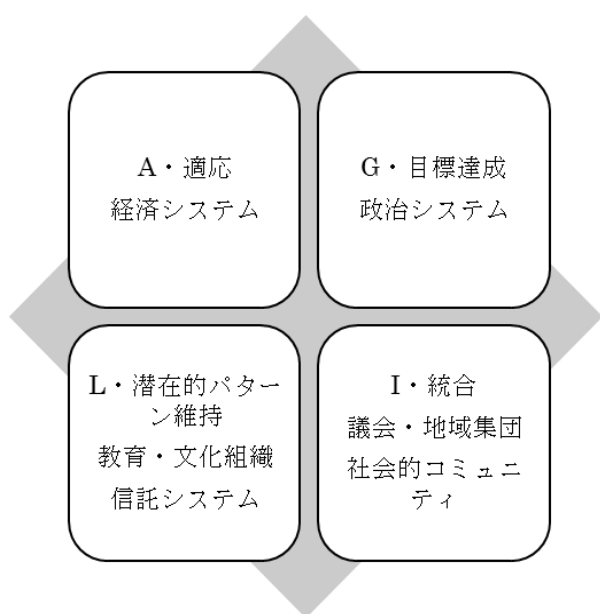 A・適応
経済システム
G・目標達成
政治システム
L・潜在的パター
ン維持
教育・文化組織
信託システム
I・統合
議会・地域集団
社会的コミュニ
ティ